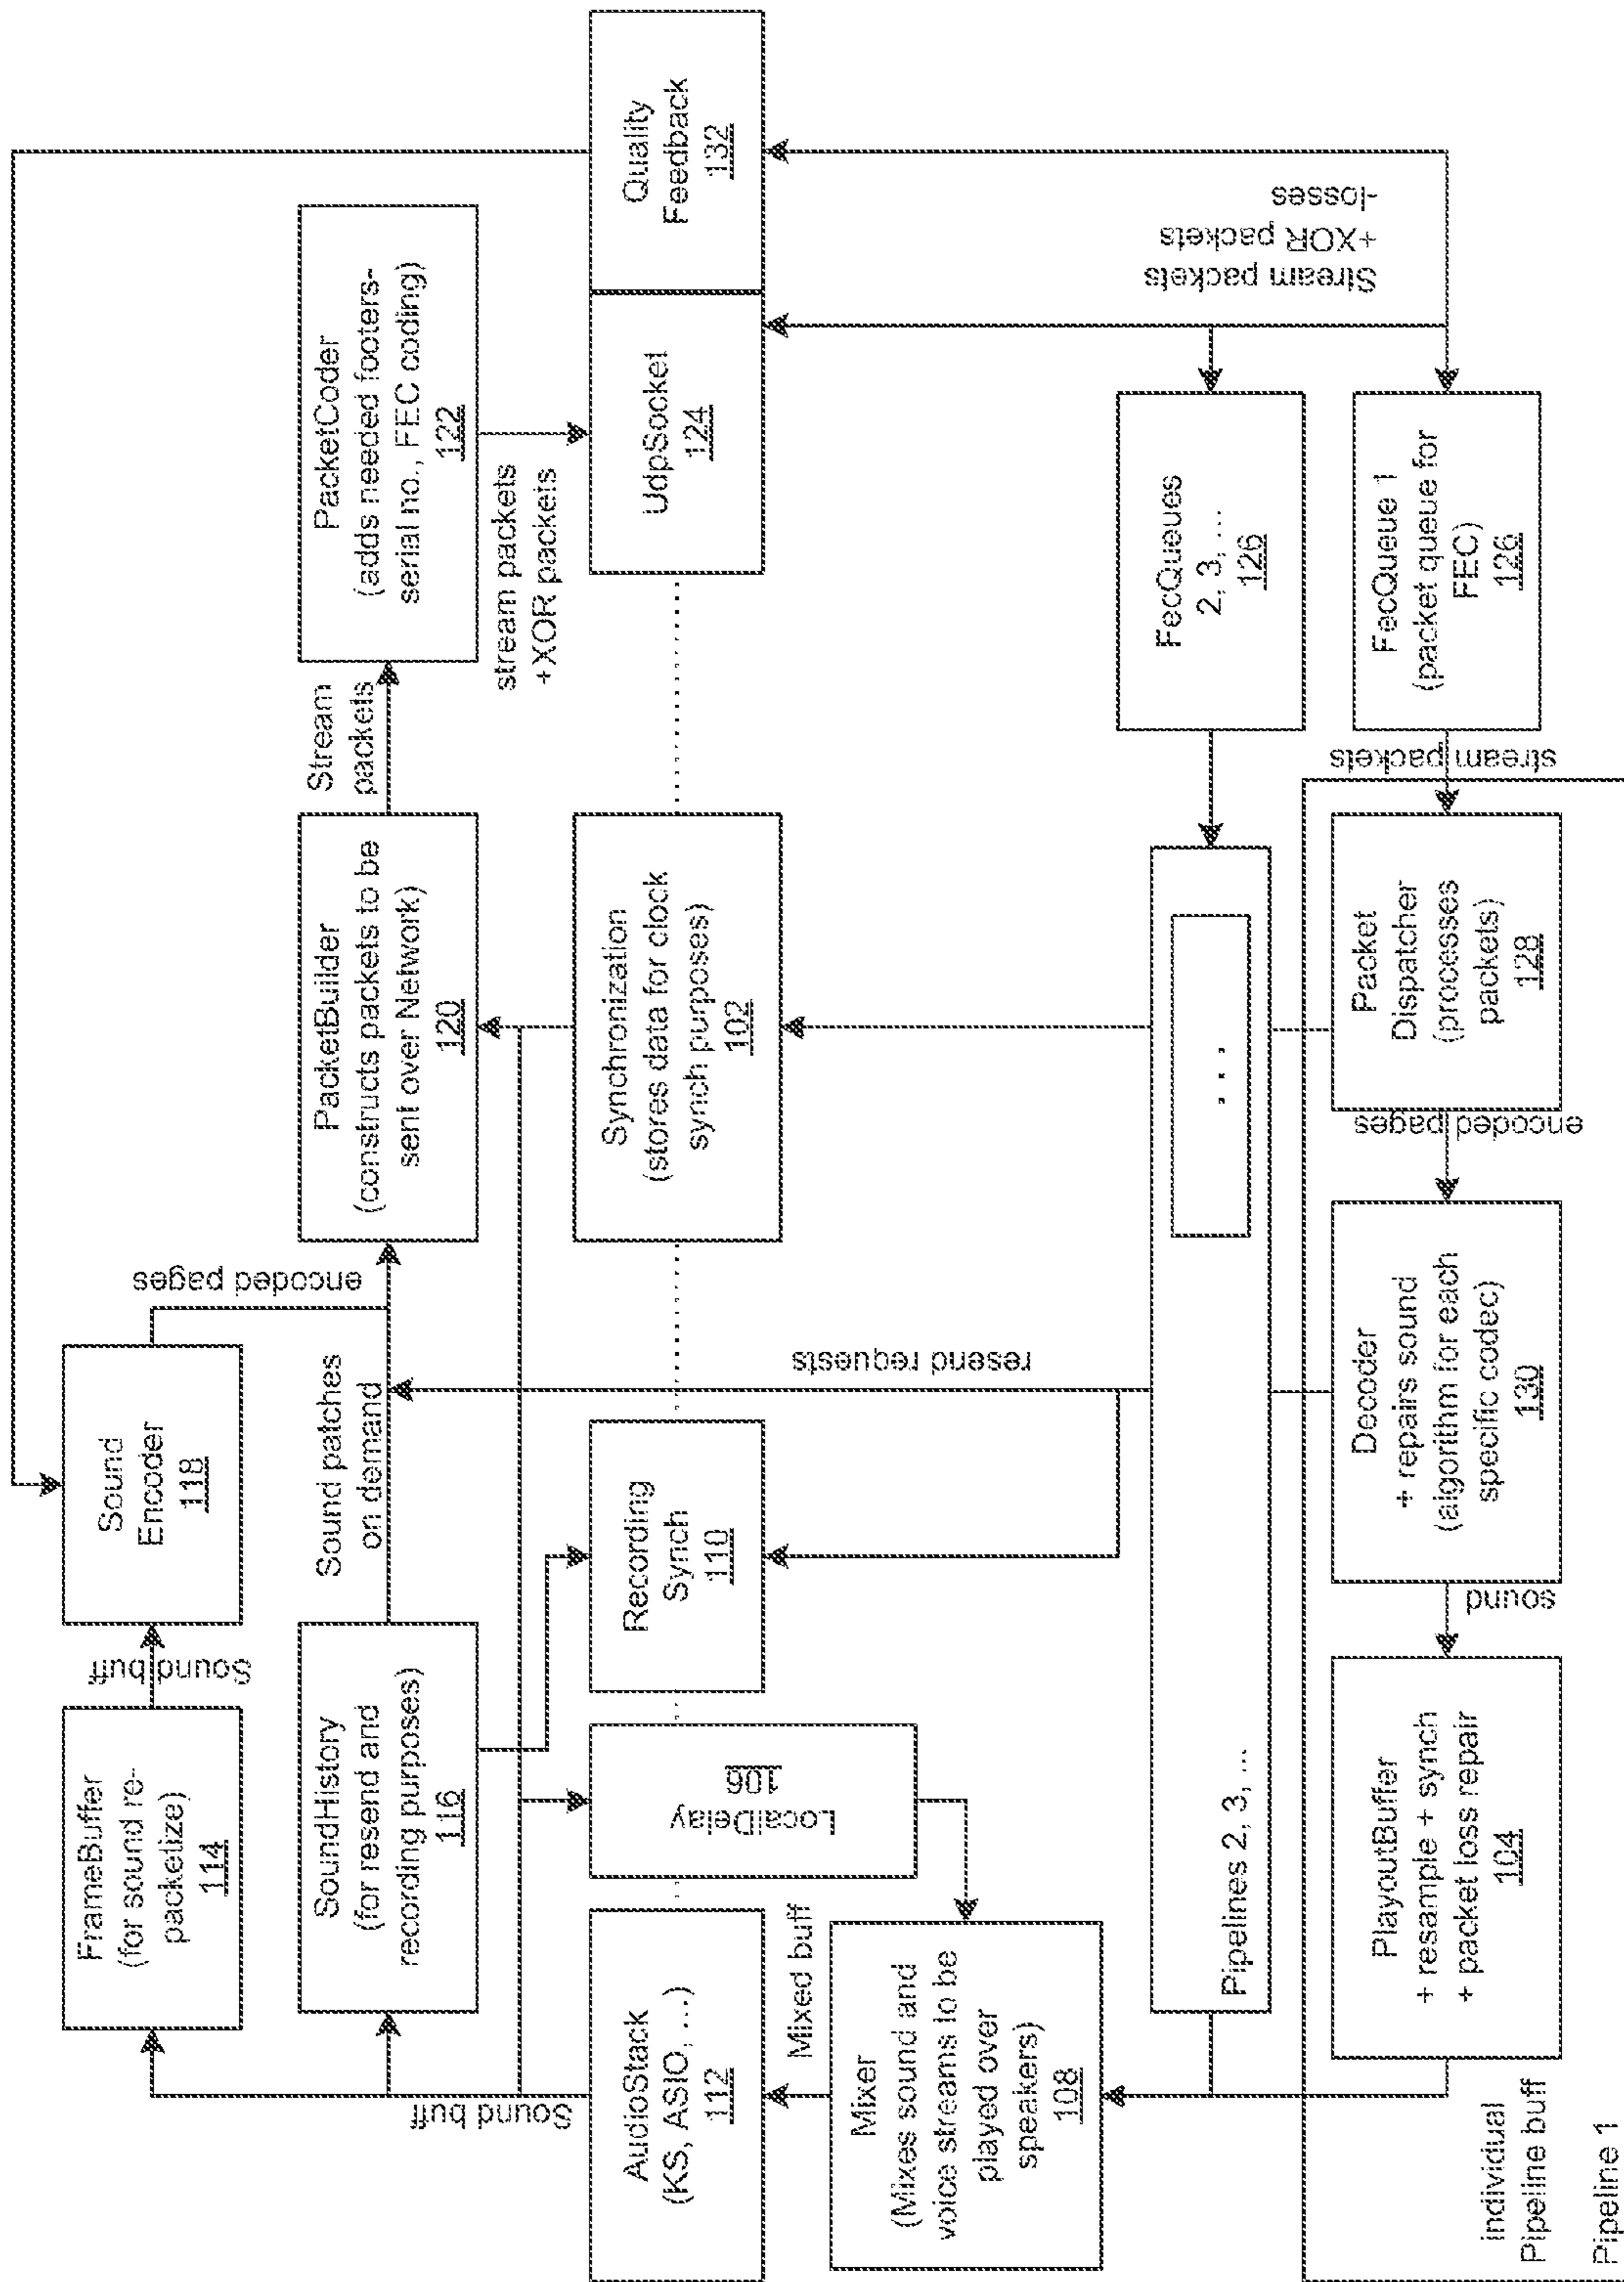 FrameBuffer
(for sound re-
packetize)
114
Sound buff
Sound
Encoder
118
encoded pages
SoundHistory
(for resend and
recording purposes)
116
Sound patches
on demand
PacketBuilder
(constructs packets to be
sent over Network)
120
Stream
packets
PacketCoder
(adds needed footers-
serial no., FEC coding)
122
stream packets
+XOR packets
Sound buff
AudioStack
(KS, ASIO, ...)
112
LocalDelay
106
Recording
Synch
110
resend requests
Synchronization
(stores data for clock
synch purposes)
102
UdpSocket
124
Quality
Feedback
132
Mixed buff
Mixer
(Mixes sound and
voice streams to be
played over
speakers)
108
Stream packets
+XOR packets
-losses
Pipelines 2, 3, ...
. . .
FecQueues
2, 3, ...
126
individual
Pipeline buff
Pipeline 1
PlayoutBuffer
+ resample + synch
+ packet loss repair
104
sound
Decoder
+ repairs sound
(algorithm for each
specific codec)
130
encoded pages
Packet
Dispatcher
(processes
packets)
128
stream packets
FecQueue 1
(packet queue for
FEC)
126